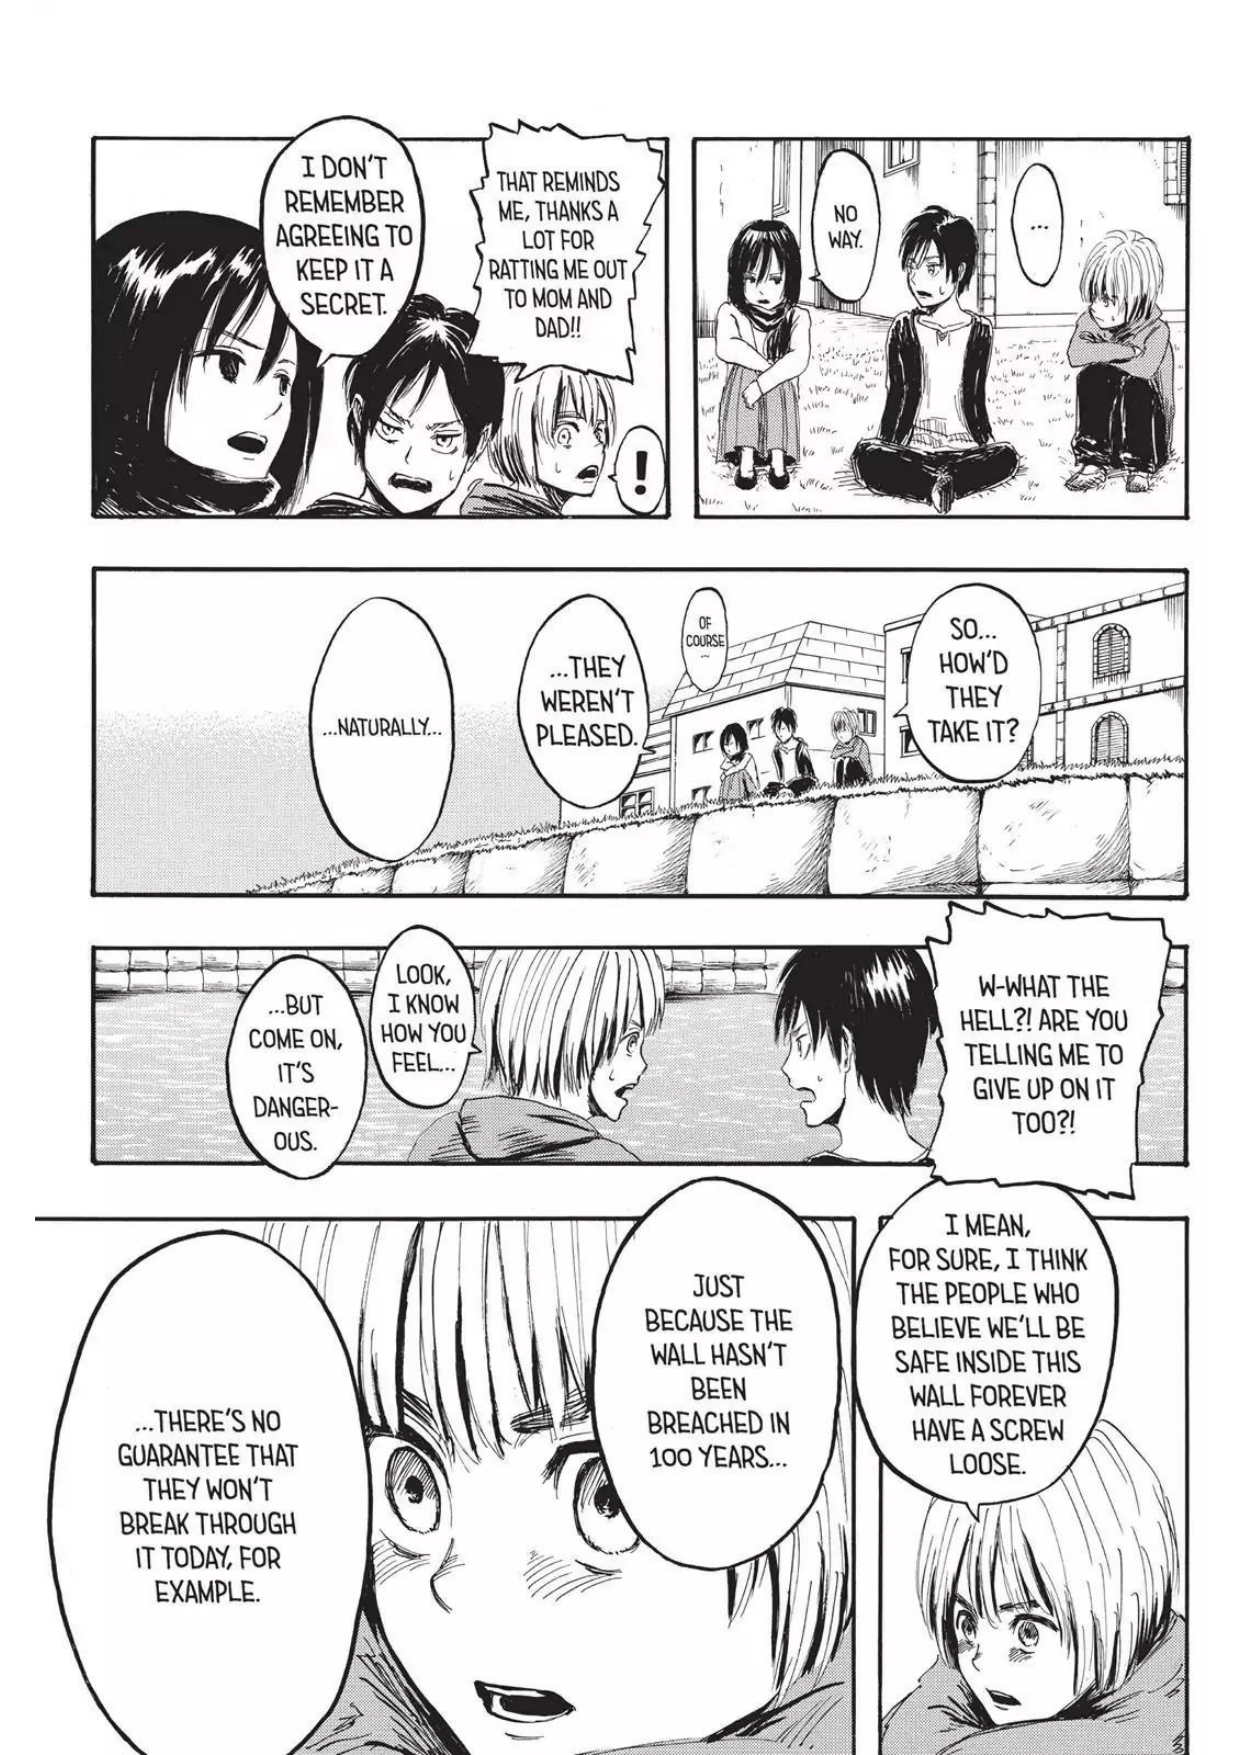 ...
NO
WAY.
THAT REMINDS
ME, THANKS A
LOT FOR
RATTING ME OUT
TO MOM AND
DAD!!
I DON'T
REMEMBER
AGREEING TO
KEEP IT A
SECRET.
!
SO...
HOW'D
THEY
TAKE IT?
OF
COURSE
...
...THEY
WEREN'T
PLEASED.
...NATURALLY...
W-WHAT THE
HELL?! ARE YOU
TELLING ME TO
GIVE UP ON IT
TOO?!
LOOK,
I KNOW
HOW YOU
FEEL...
...BUT
COME ON,
IT'S
DANGER-
OUS.
I MEAN,
FOR SURE, I THINK
THE PEOPLE WHO
BELIEVE WE'LL BE
SAFE INSIDE THIS
WALL FOREVER
HAVE A SCREW
LOOSE.
JUST
BECAUSE THE
WALL HASN'T
BEEN
BREACHED IN
100 YEARS...
...THERE'S NO
GUARANTEE THAT
THEY WON'T
BREAK THROUGH
IT TODAY, FOR
EXAMPLE.